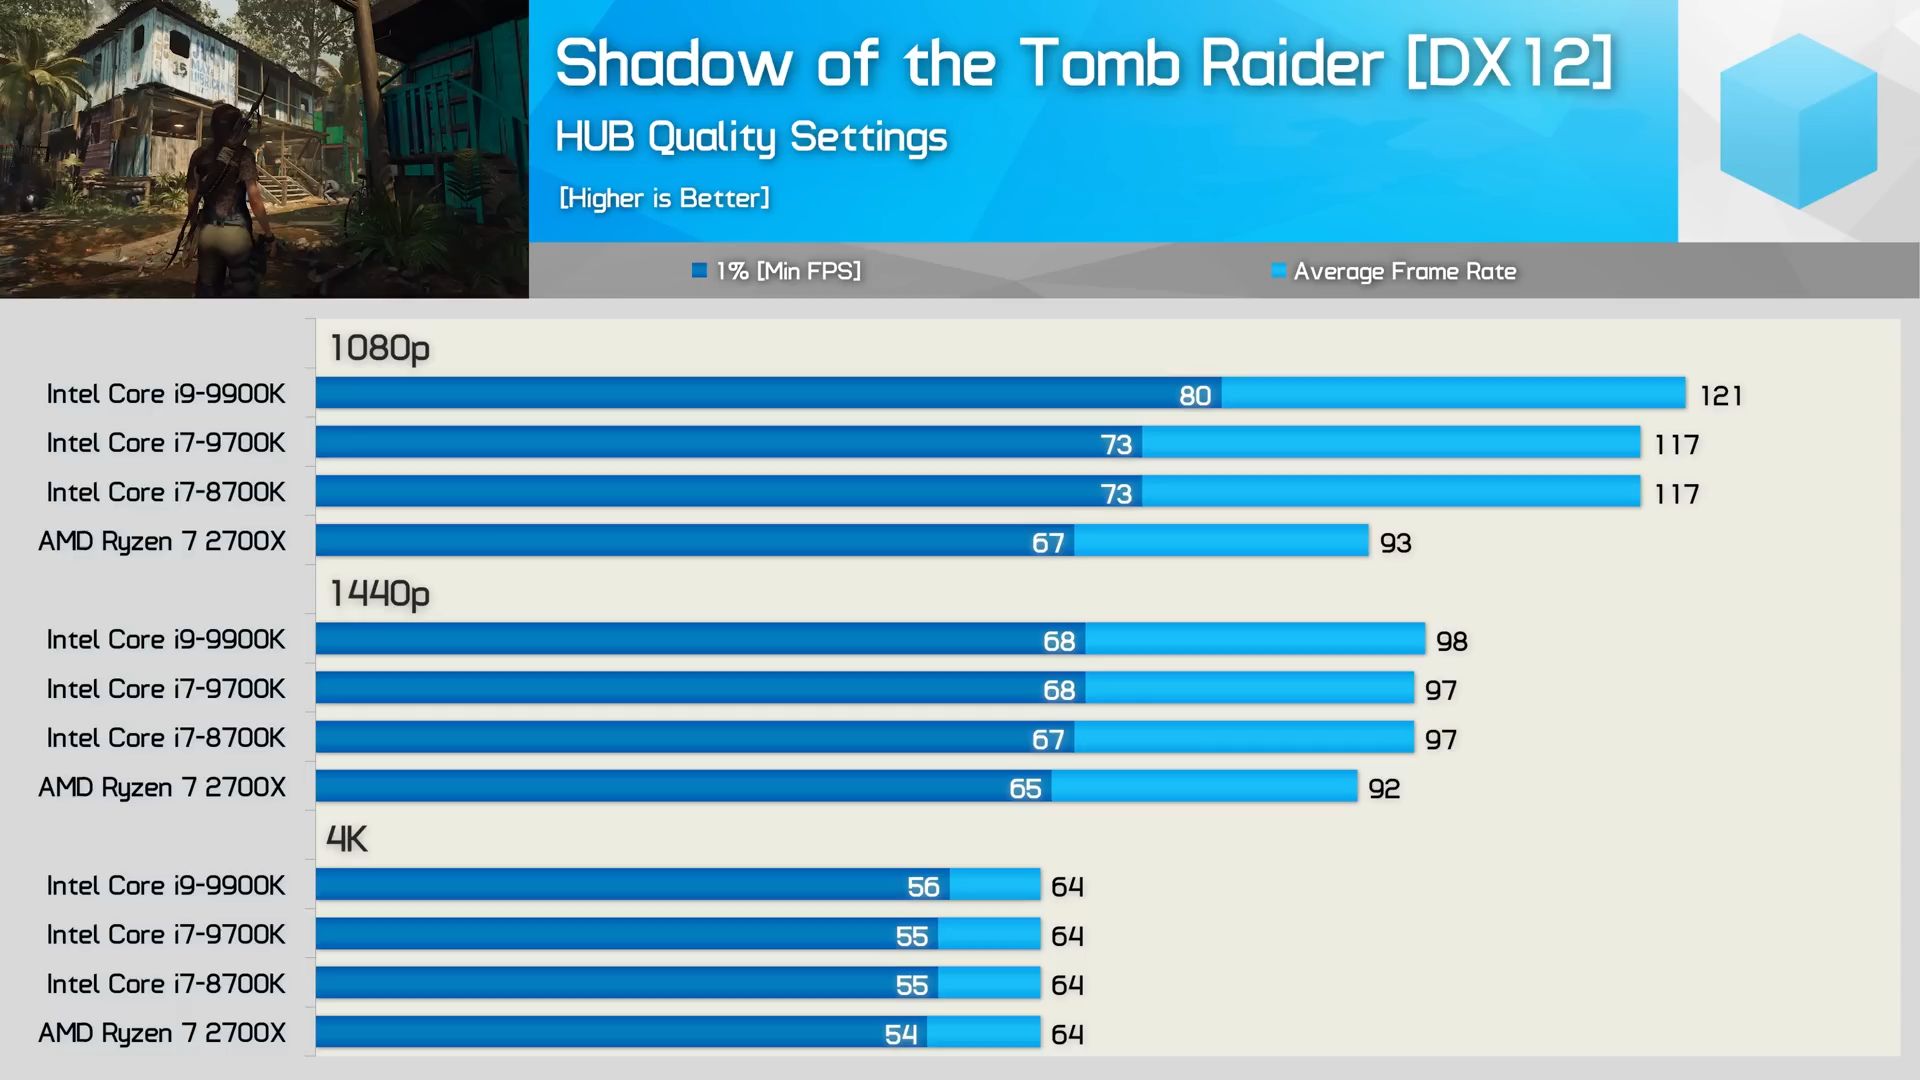 Shadow of the Tomb Raider [DX12]
HUB Quality Settings
[Higher is Better]
1% [Min FPS] Average Frame Rate
1080p
Intel Core i9-9900K 80 121
Intel Core i7-9700K 73 117
Intel Core i7-8700K 73 117
AMD Ryzen 7 2700X 67 93
1440p
Intel Core i9-9900K 68 98
Intel Core i7-9700K 68 97
Intel Core i7-8700K 67 97
AMD Ryzen 7 2700X 65 92
4K
Intel Core i9-9900K 56 64
Intel Core i7-9700K 55 64
Intel Core i7-8700K 55 64
AMD Ryzen 7 2700X 54 64